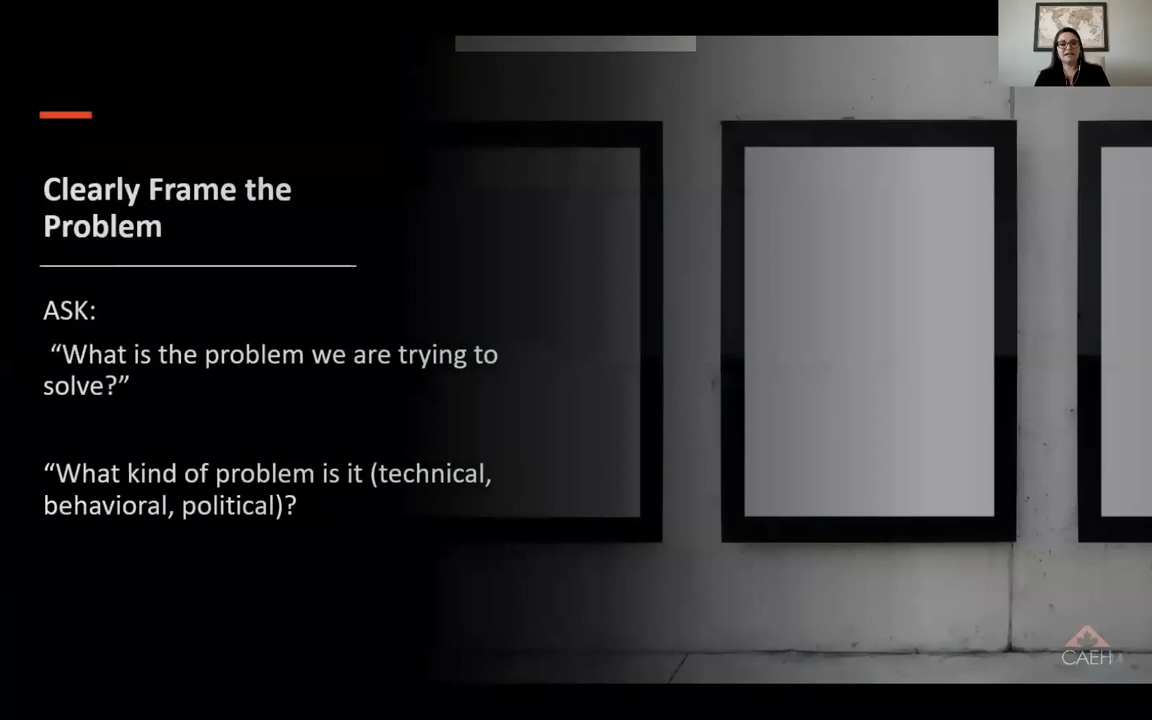 Clearly Frame the
Problem
ASK:
“What is the problem we are trying to
solve?”
“What kind of problem is it (technical,
behavioral, political)?
CAEH